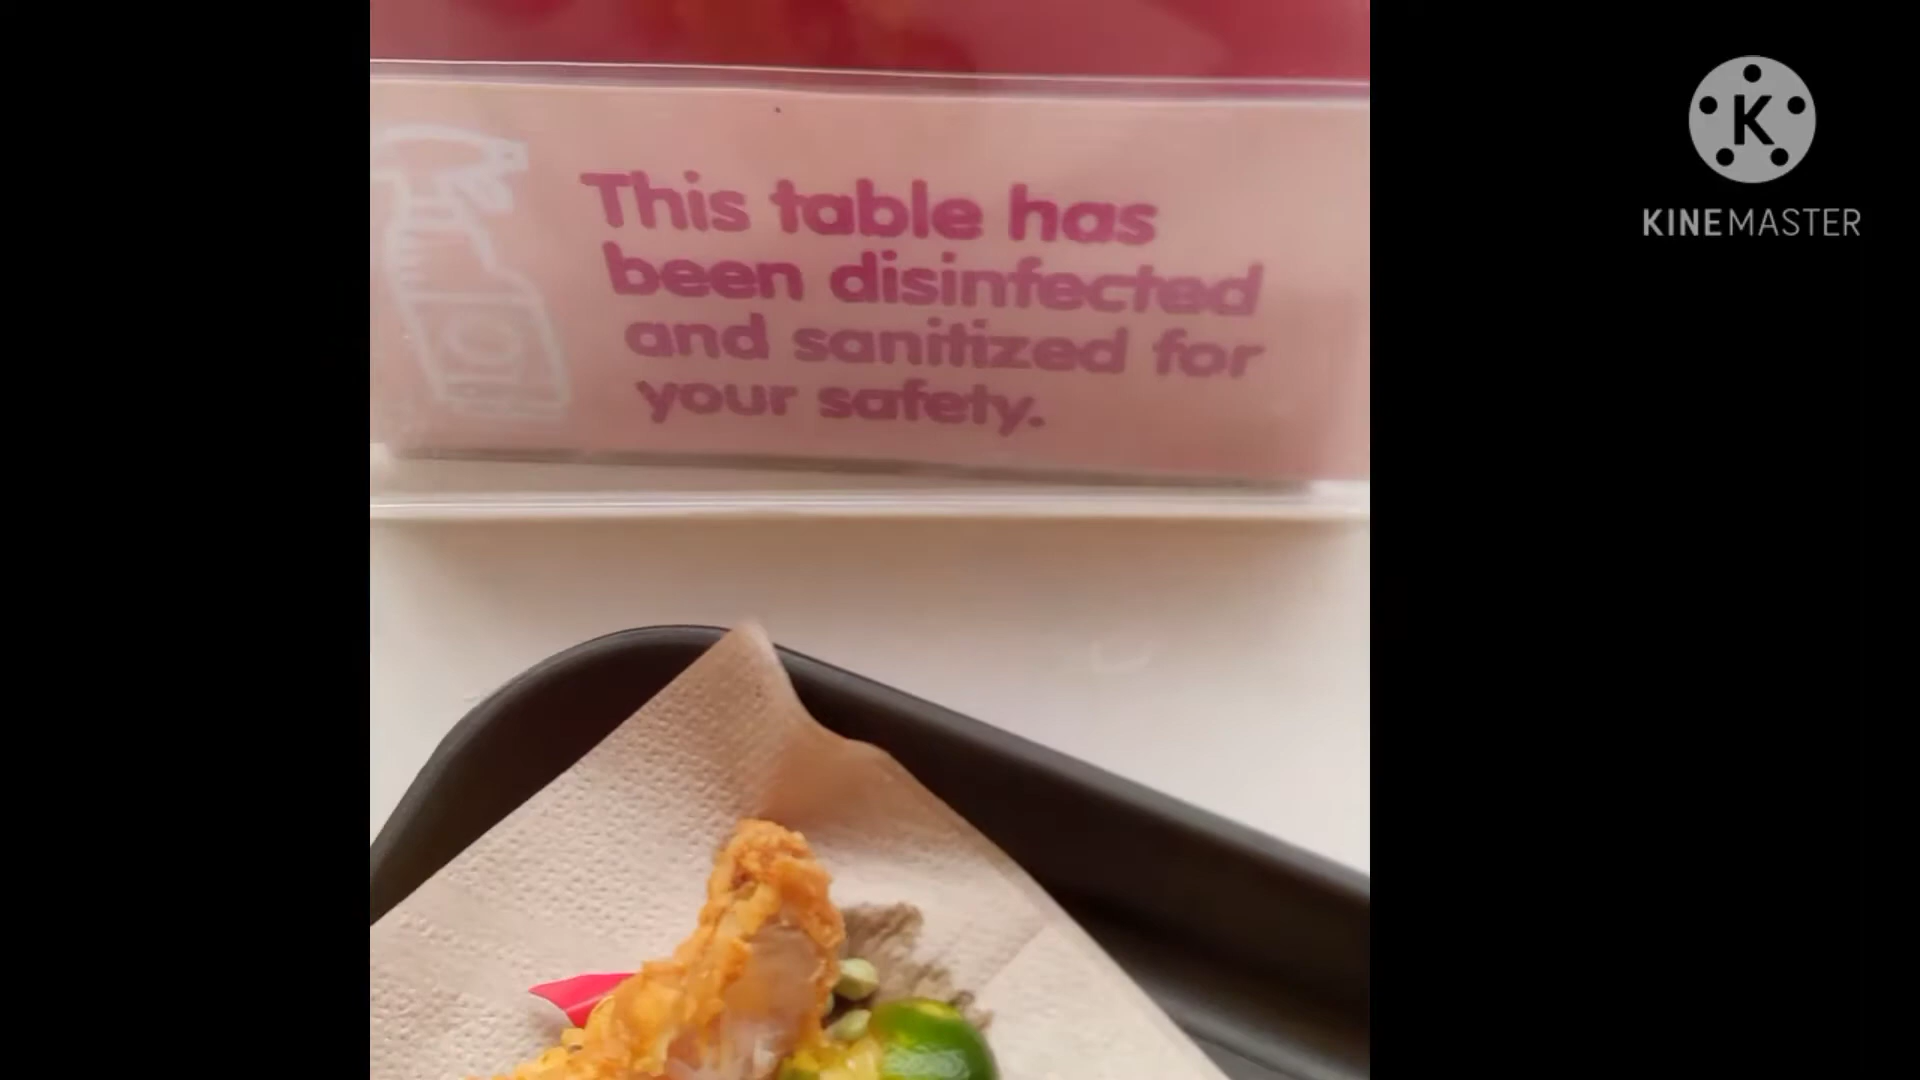 This table has
been disinfected
and sanitized for
your safety.
K
KINEMASTER